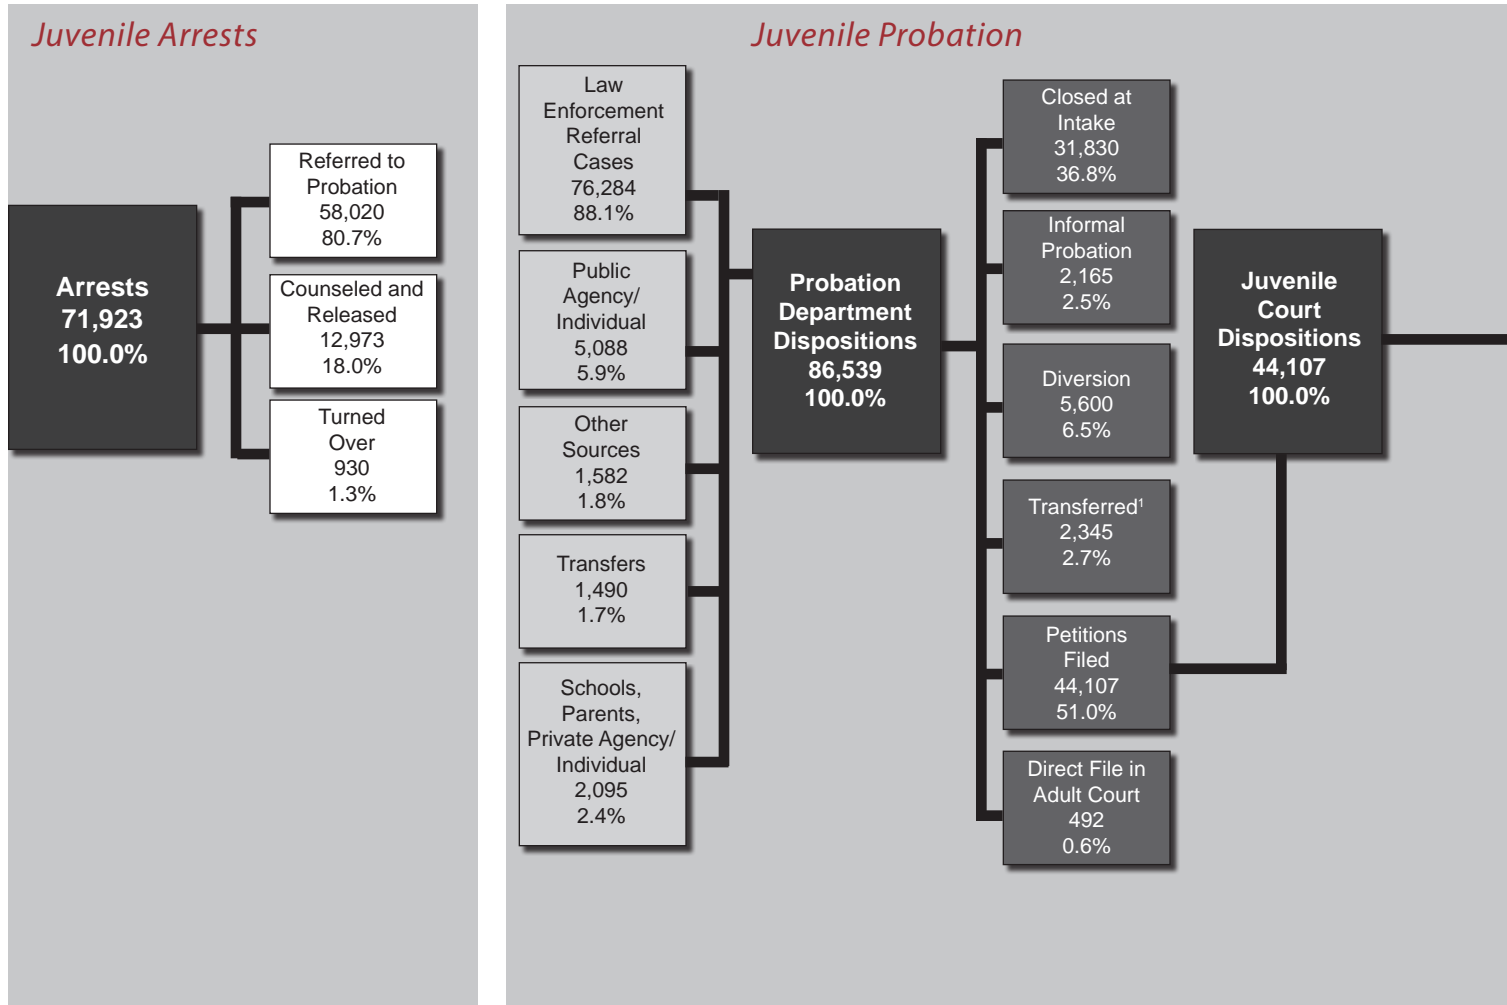 Juvenile Arrests
Arrests
71,923
100.0%
Referred to
Probation
58,020
80.7%
Counseled and
Released
12,973
18.0%
Turned
Over
930
1.3%
Juvenile Probation
Law
Enforcement
Referral
Cases
76,284
88.1%
Public
Agency/
Individual
5,088
5.9%
Other
Sources
1,582
1.8%
Transfers
1,490
1.7%
Schools,
Parents,
Private Agency/
Individual
2,095
2.4%
Probation
Department
Dispositions
86,539
100.0%
Closed at
Intake
31,830
36.8%
Informal
Probation
2,165
2.5%
Diversion
5,600
6.5%
Transferred¹
2,345
2.7%
Petitions
Filed
44,107
51.0%
Direct File in
Adult Court
492
0.6%
Juvenile
Court
Dispositions
44,107
100.0%